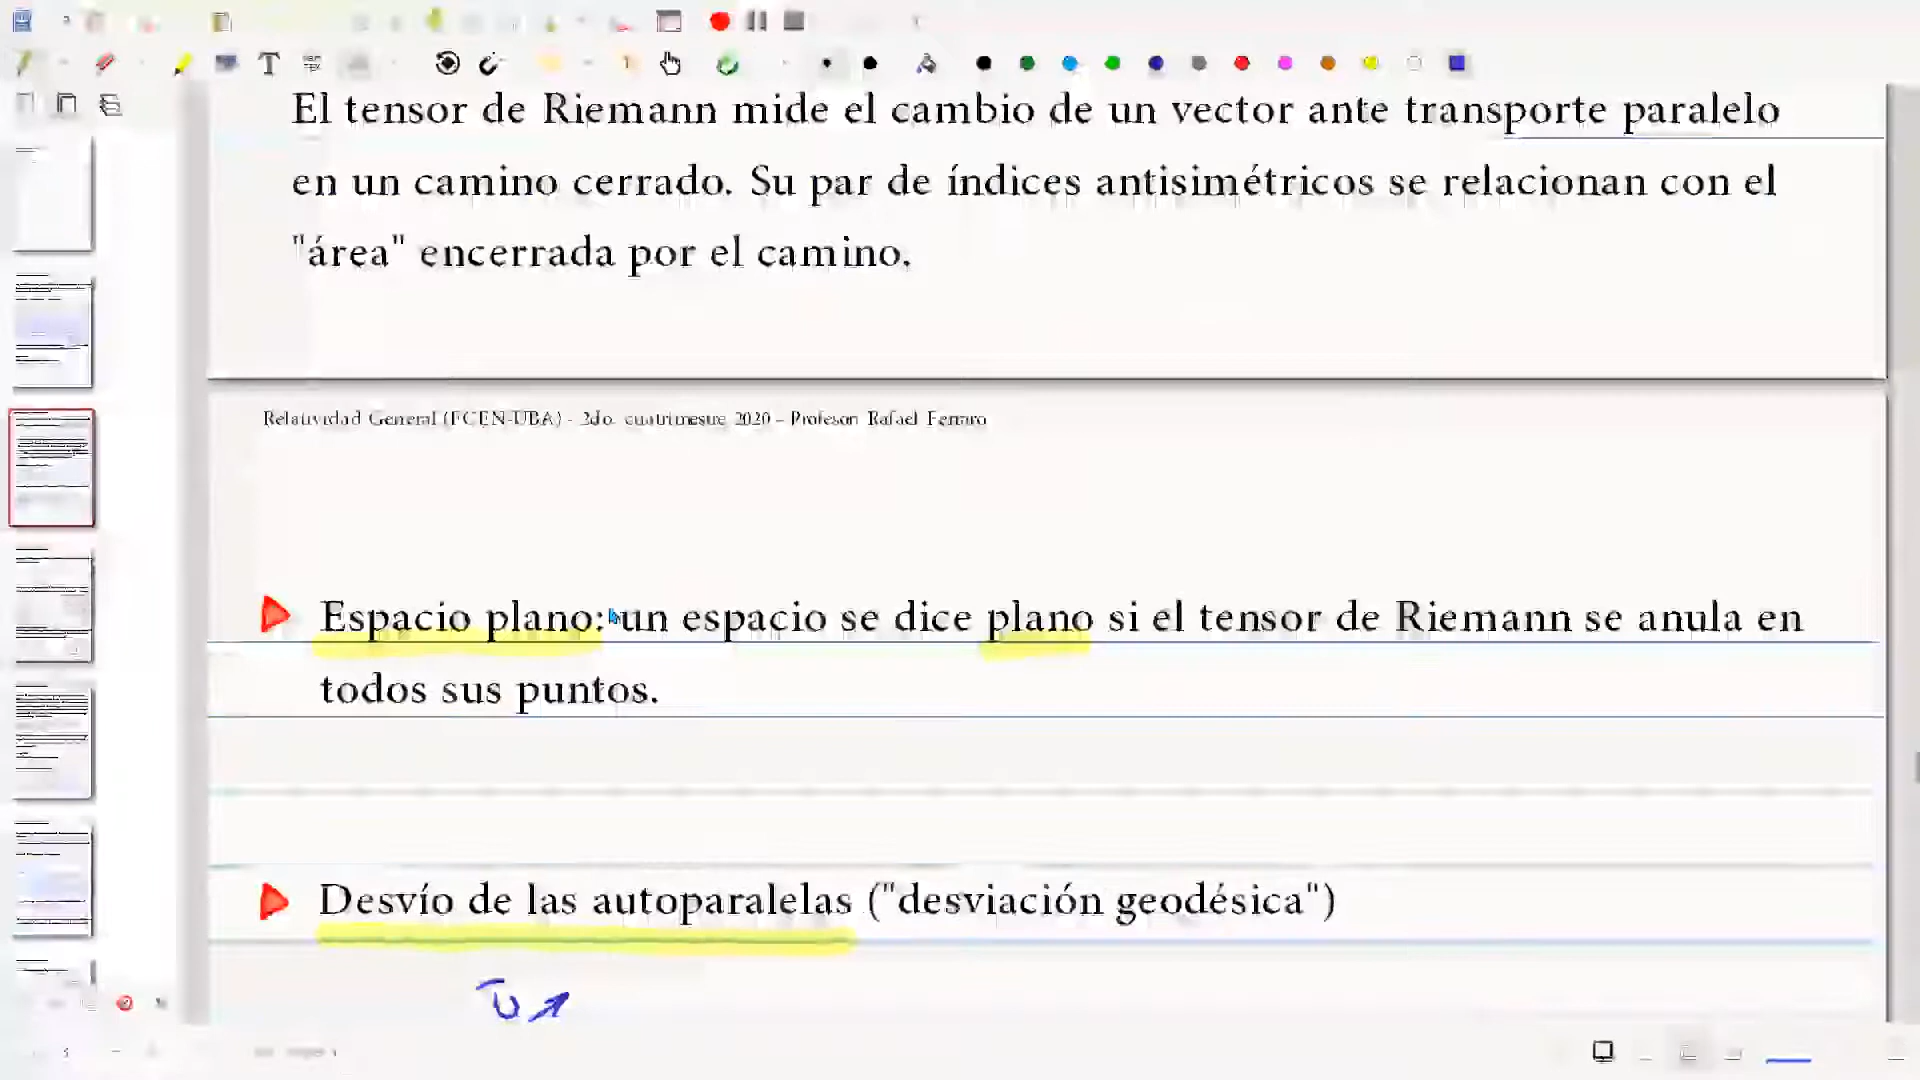 El tensor de Riemann mide el cambio de un vector ante transporte paralelo
en un camino cerrado. Su par de índices antisimétricos se relacionan con el
"área" encerrada por el camino.
Relatividad General (FCEN-UBA) - 2do. cuatrimestre 2020 – Profesor Rafael Ferraro
Espacio plano: un espacio se dice plano si el tensor de Riemann se anula en
todos sus puntos.
Desvío de las autoparalelas ("desviación geodésica")